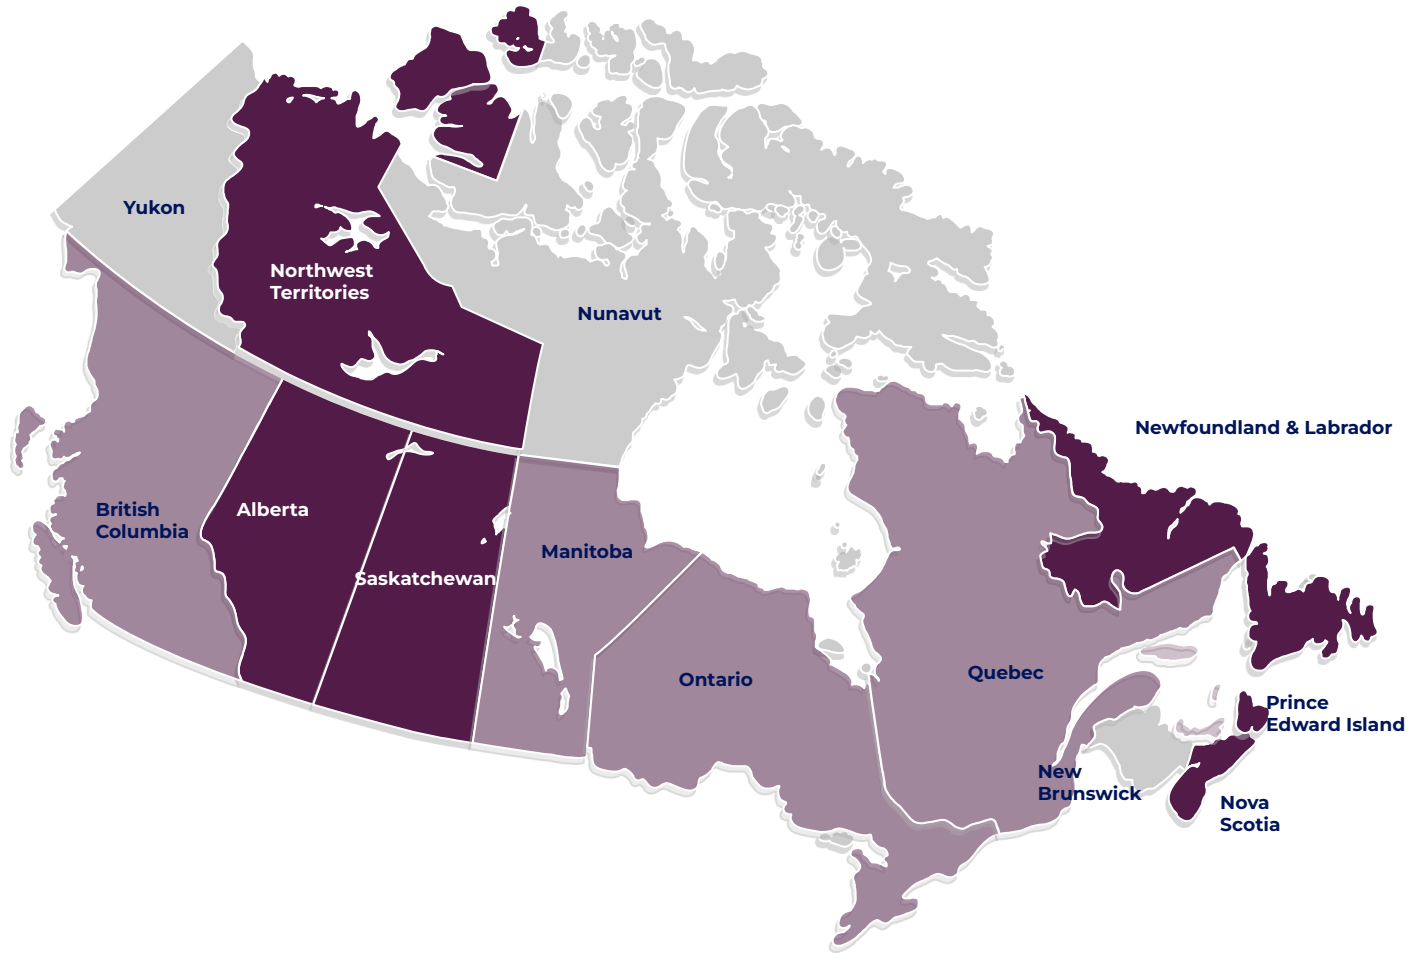 Yukon
Northwest
Territories
Nunavut
Newfoundland & Labrador
British
Columbia
Alberta
Saskatchewan
Manitoba
Ontario
Quebec
Prince
Edward Island
New
Brunswick
Nova
Scotia